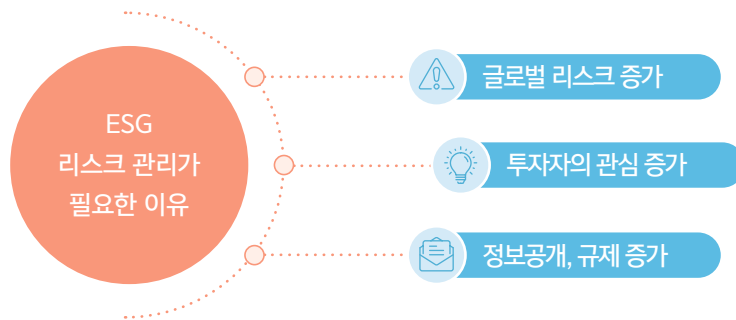 ESG
리스크 관리가
필요한 이유
글로벌 리스크 증가
투자자의 관심 증가
정보공개, 규제 증가